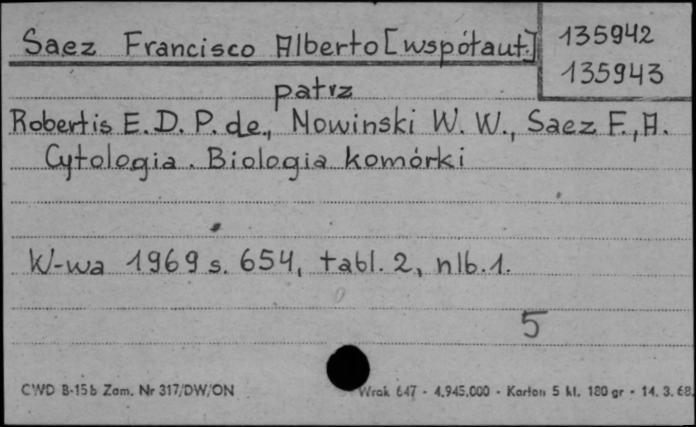 Saez Francisco Alberto [współaut.]
135942
135943
patrz
Robertis E. D. P. de., Nowinski W. W., Saez F., A.
Cytologia. Biologia komórki
W-wa 1969 s. 654, tabl. 2, nlb. 1.
5
CWD B-15b Zam. Nr 317/DW/ON
Wrak 647 - 4.945.000 - Karton 5 kl. 180 gr - 14. 3. 68.